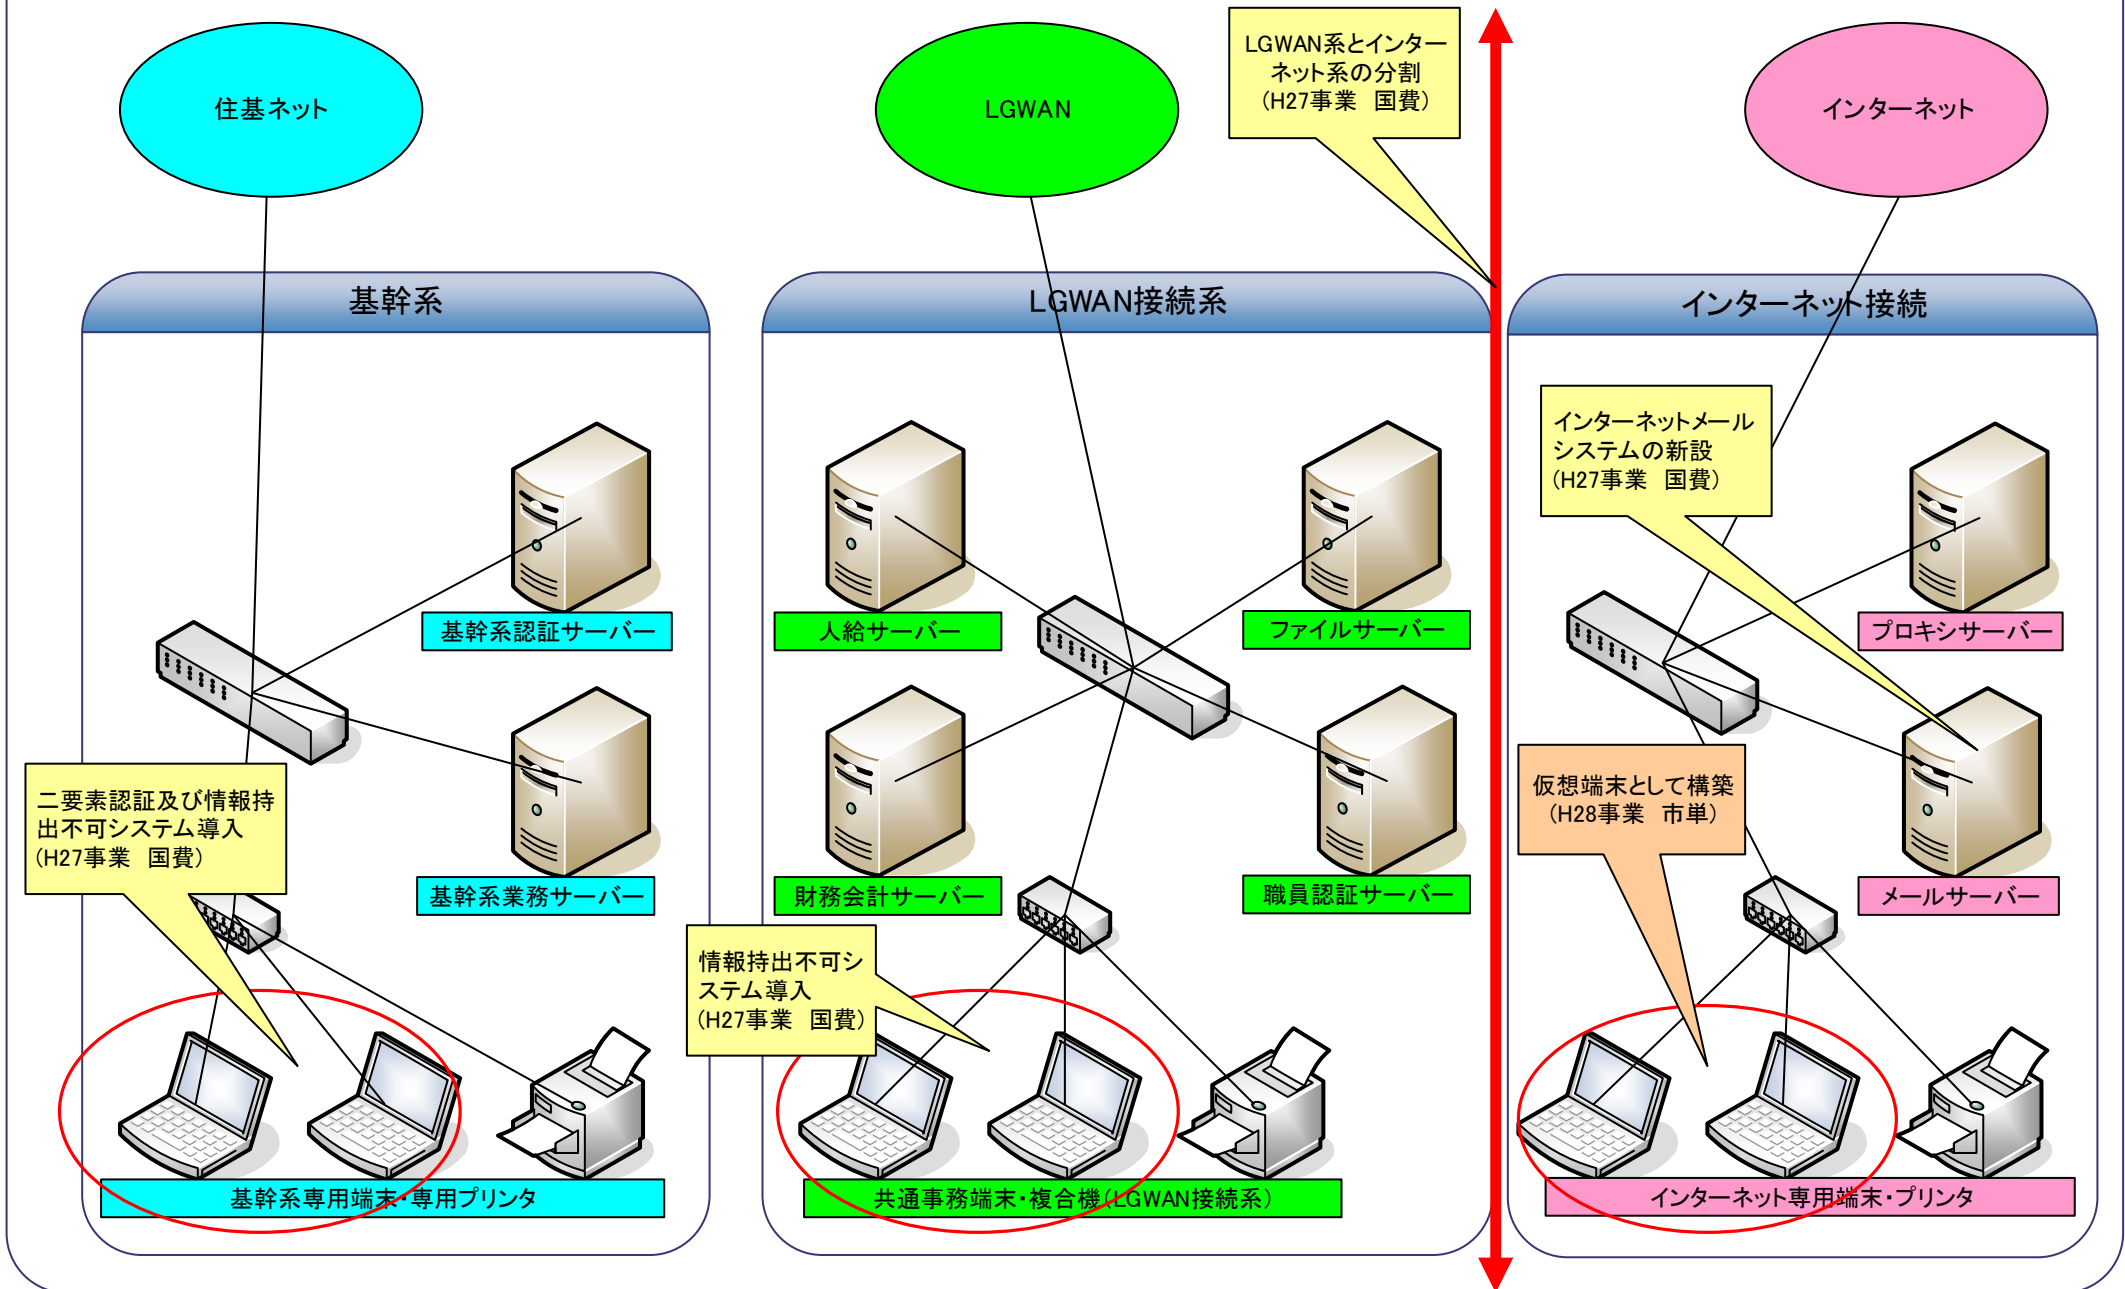 住基ネット
LGWAN
LGWAN系とインター
ネット系の分割
(H27事業　国費)
インターネット
基幹系
LGWAN接続系
インターネット接続
インターネットメール
システムの新設
(H27事業　国費)
基幹系認証サーバー
人給サーバー
ファイルサーバー
プロキシサーバー
二要素認証及び情報持
出不可システム導入
(H27事業　国費)
仮想端末として構築
(H28事業　市単)
基幹系業務サーバー
財務会計サーバー
職員認証サーバー
メールサーバー
情報持出不可シ
ステム導入
(H27事業　国費)
基幹系専用端末・専用プリンタ
共通事務端末・複合機(LGWAN接続系)
インターネット専用端末・プリンタ